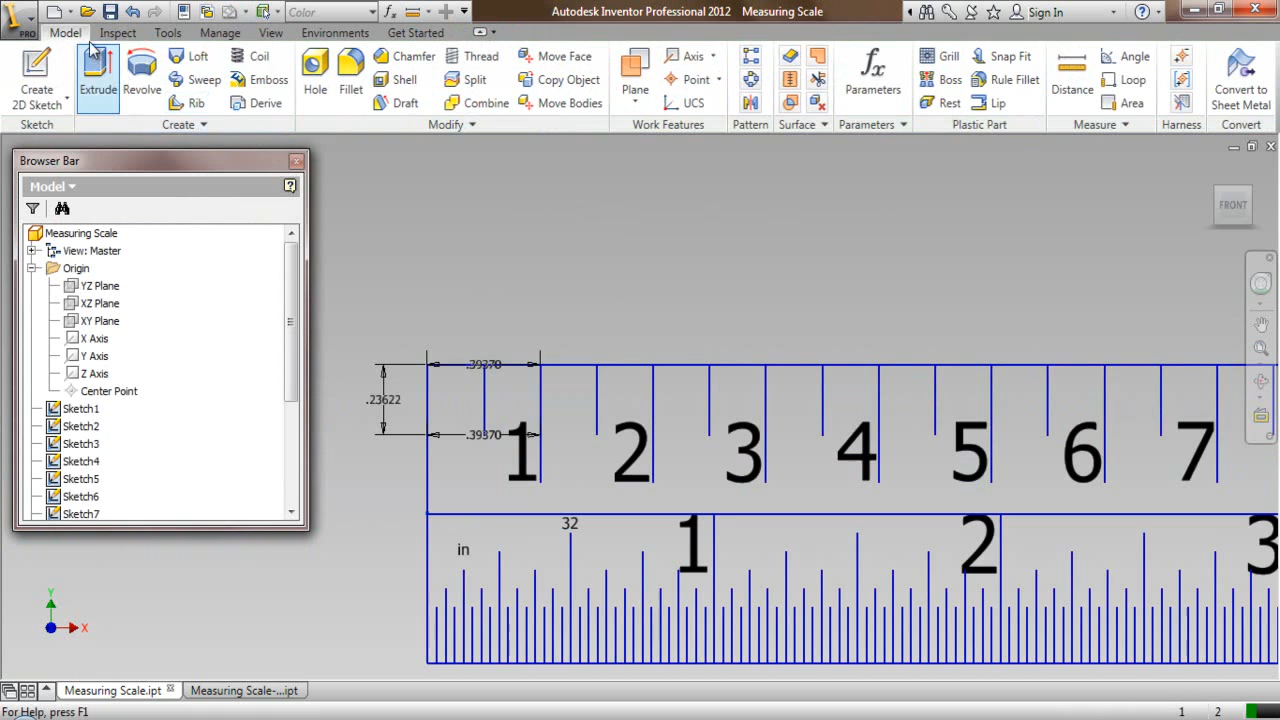 Color
Autodesk Inventor Professional 2012 Measuring Scale
Sign In
PRO
Model Inspect Tools Manage View Environments Get Started
Create
2D Sketch
Extrude
Revolve
Loft
Sweep
Rib
Coil
Emboss
Derive
Hole
Fillet
Chamfer
Shell
Draft
Thread
Split
Combine
Move Face
Copy Object
Move Bodies
Plane
Axis
Point
UCS
fx
Parameters
Grill
Boss
Rest
Snap Fit
Rule Fillet
Lip
Distance
Angle
Loop
Area
Convert to
Sheet Metal
Sketch Create Modify Work Features Pattern Surface Parameters Plastic Part Measure Harness Convert
Browser Bar
Model
Measuring Scale
View: Master
Origin
YZ Plane
XZ Plane
XY Plane
X Axis
Y Axis
Z Axis
Center Point
Sketch1
Sketch2
Sketch3
Sketch4
Sketch5
Sketch6
Sketch7
FRONT
.39370
.23622
.39370
1 2 3 4 5 6 7
32
in
1 2 3
Y
X
Measuring Scale.ipt Measuring Scale-...ipt
For Help, press F1
1 2